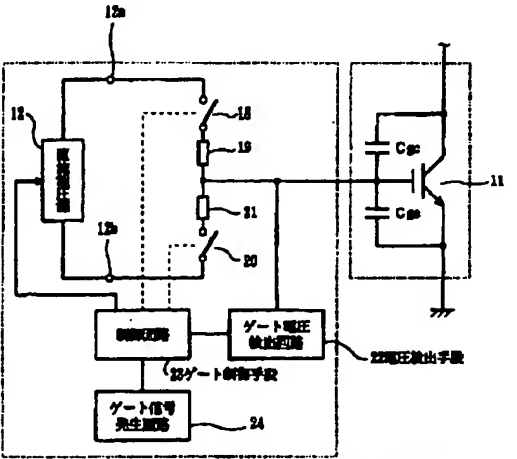 12a
12
18
19
Cgc
11
21
Cge
12b
20
制御回路
ゲート電圧
検出回路
22電圧検出手段
23ゲート制御手段
ゲート信号
発生回路
24